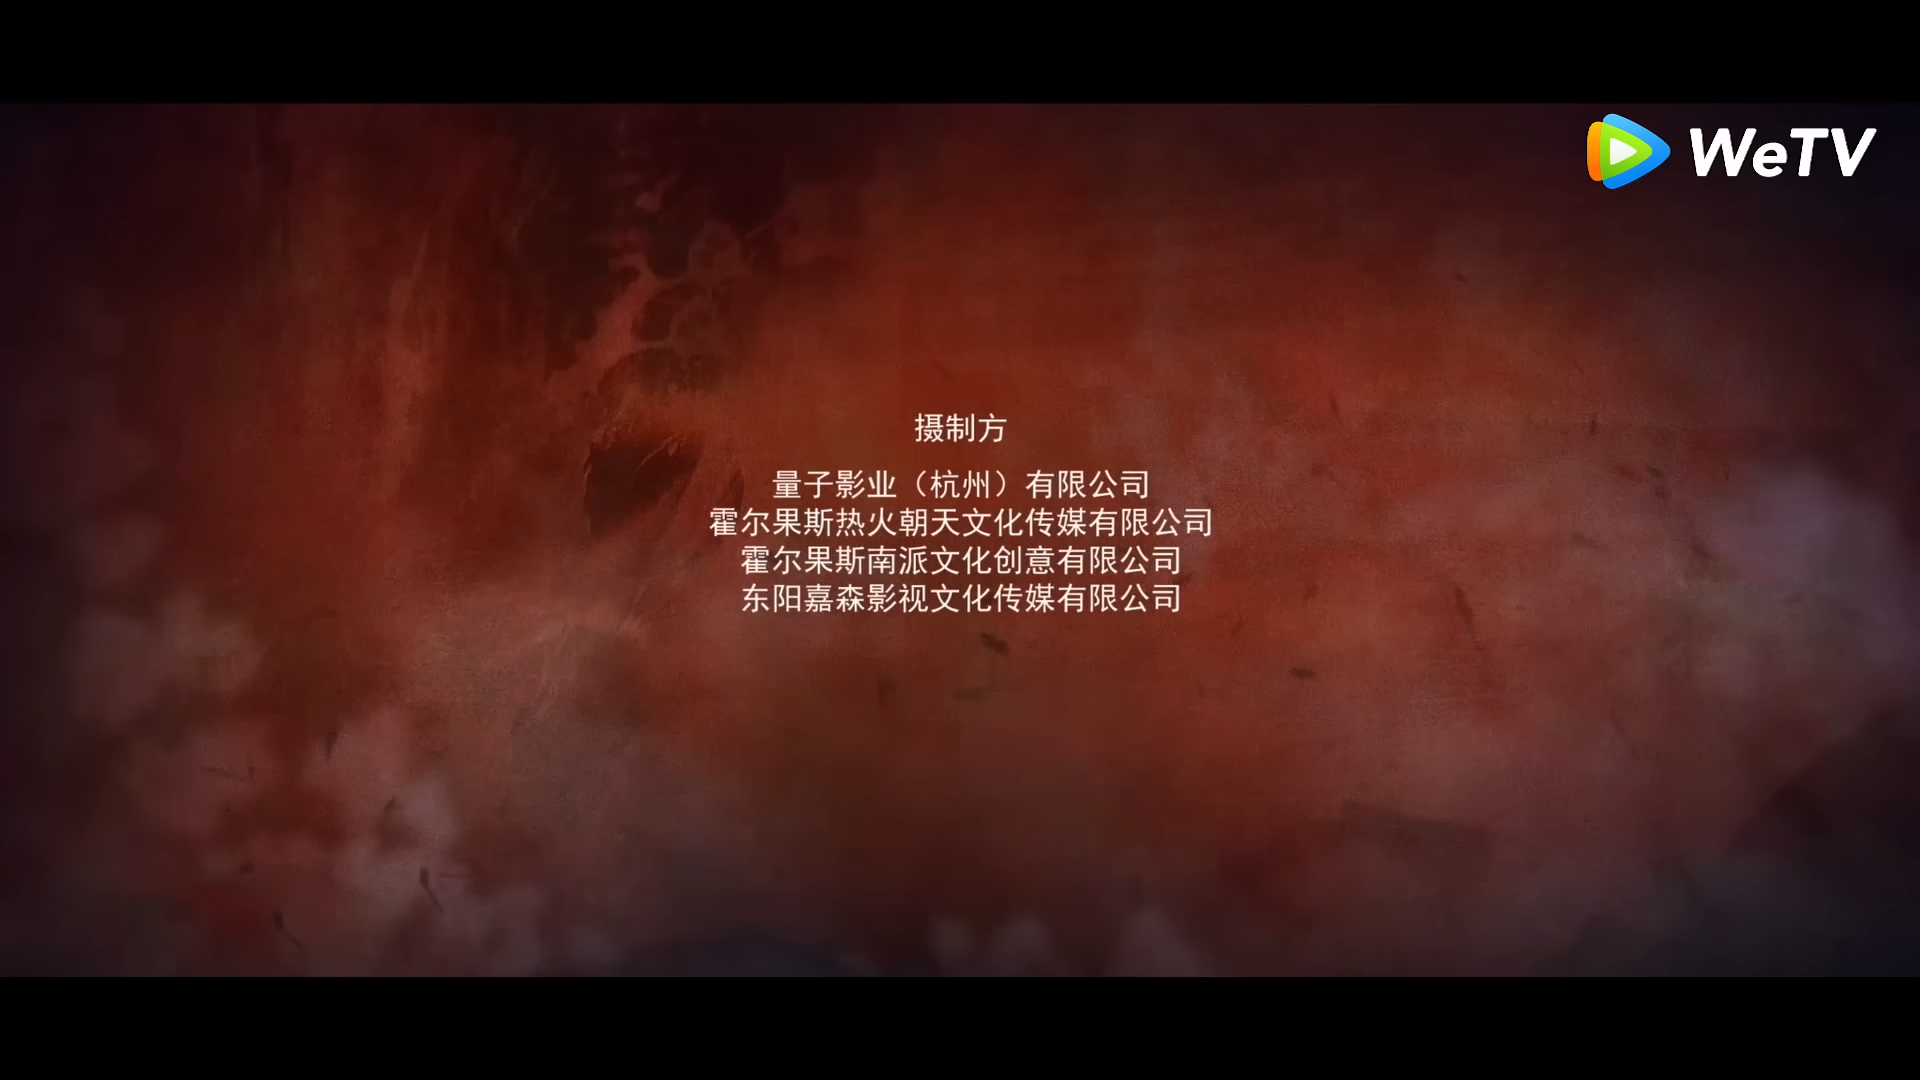 WeTV
摄制方
量子影业（杭州）有限公司
霍尔果斯热火朝天文化传媒有限公司
霍尔果斯南派文化创意有限公司
东阳嘉森影视文化传媒有限公司